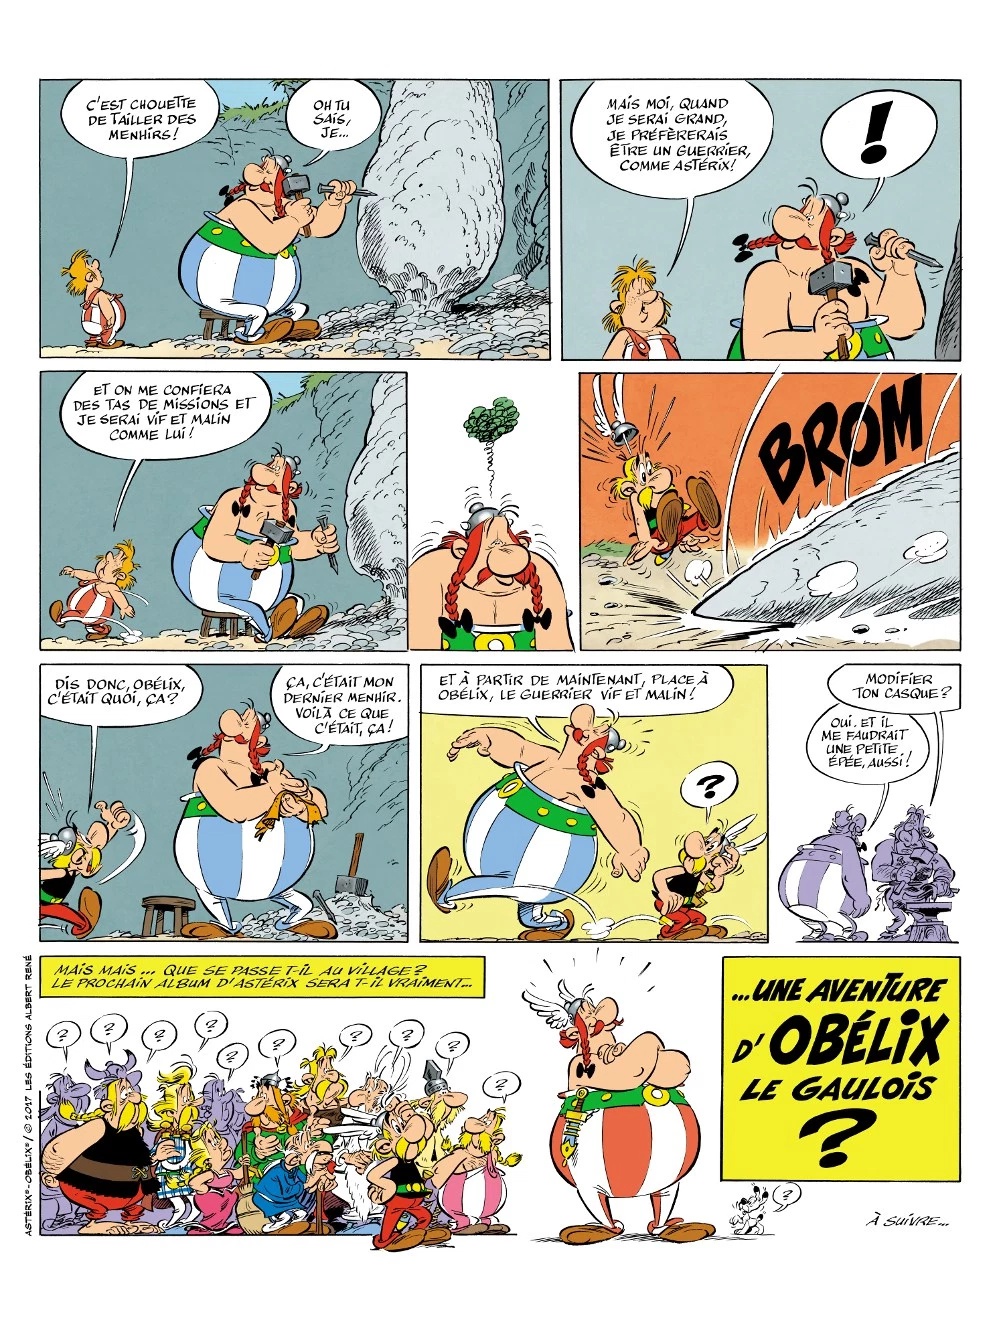 C'EST CHOUETTE
DE TAILLER DES
MENHIRS!
OH TU
SAIS,
JE...
MAIS MOI, QUAND
JE SERAI GRAND,
JE PRÉFÈRERAIS
ÊTRE UN GUERRIER,
COMME ASTÉRIX!
!
ET ON ME CONFIERA
DES TAS DE MISSIONS ET
JE SERAI VIF ET MALIN
COMME LUI!
BROM
DIS DONC, OBÉLIX,
C'ÉTAIT QUOI, ÇA?
ÇA, C'ÉTAIT MON
DERNIER MENHIR.
VOILÀ CE QUE
C'ÉTAIT, ÇA!
ET À PARTIR DE MAINTENANT, PLACE À
OBÉLIX, LE GUERRIER VIF ET MALIN!
?
MODIFIER
TON CASQUE?
OUI. ET IL
ME FAUDRAIT
UNE PETITE
ÉPÉE, AUSSI!
MAIS MAIS... QUE SE PASSE T-IL AU VILLAGE?
LE PROCHAIN ALBUM D'ASTÉRIX SERA T-IL VRAIMENT...
?
?
?
?
?
?
?
?
?
?
...UNE AVENTURE
D'OBÉLIX
LE GAULOIS
?
?
À SUIVRE...
ASTÉRIX®-OBÉLIX®/ © 2017 LES ÉDITIONS ALBERT RENÉ